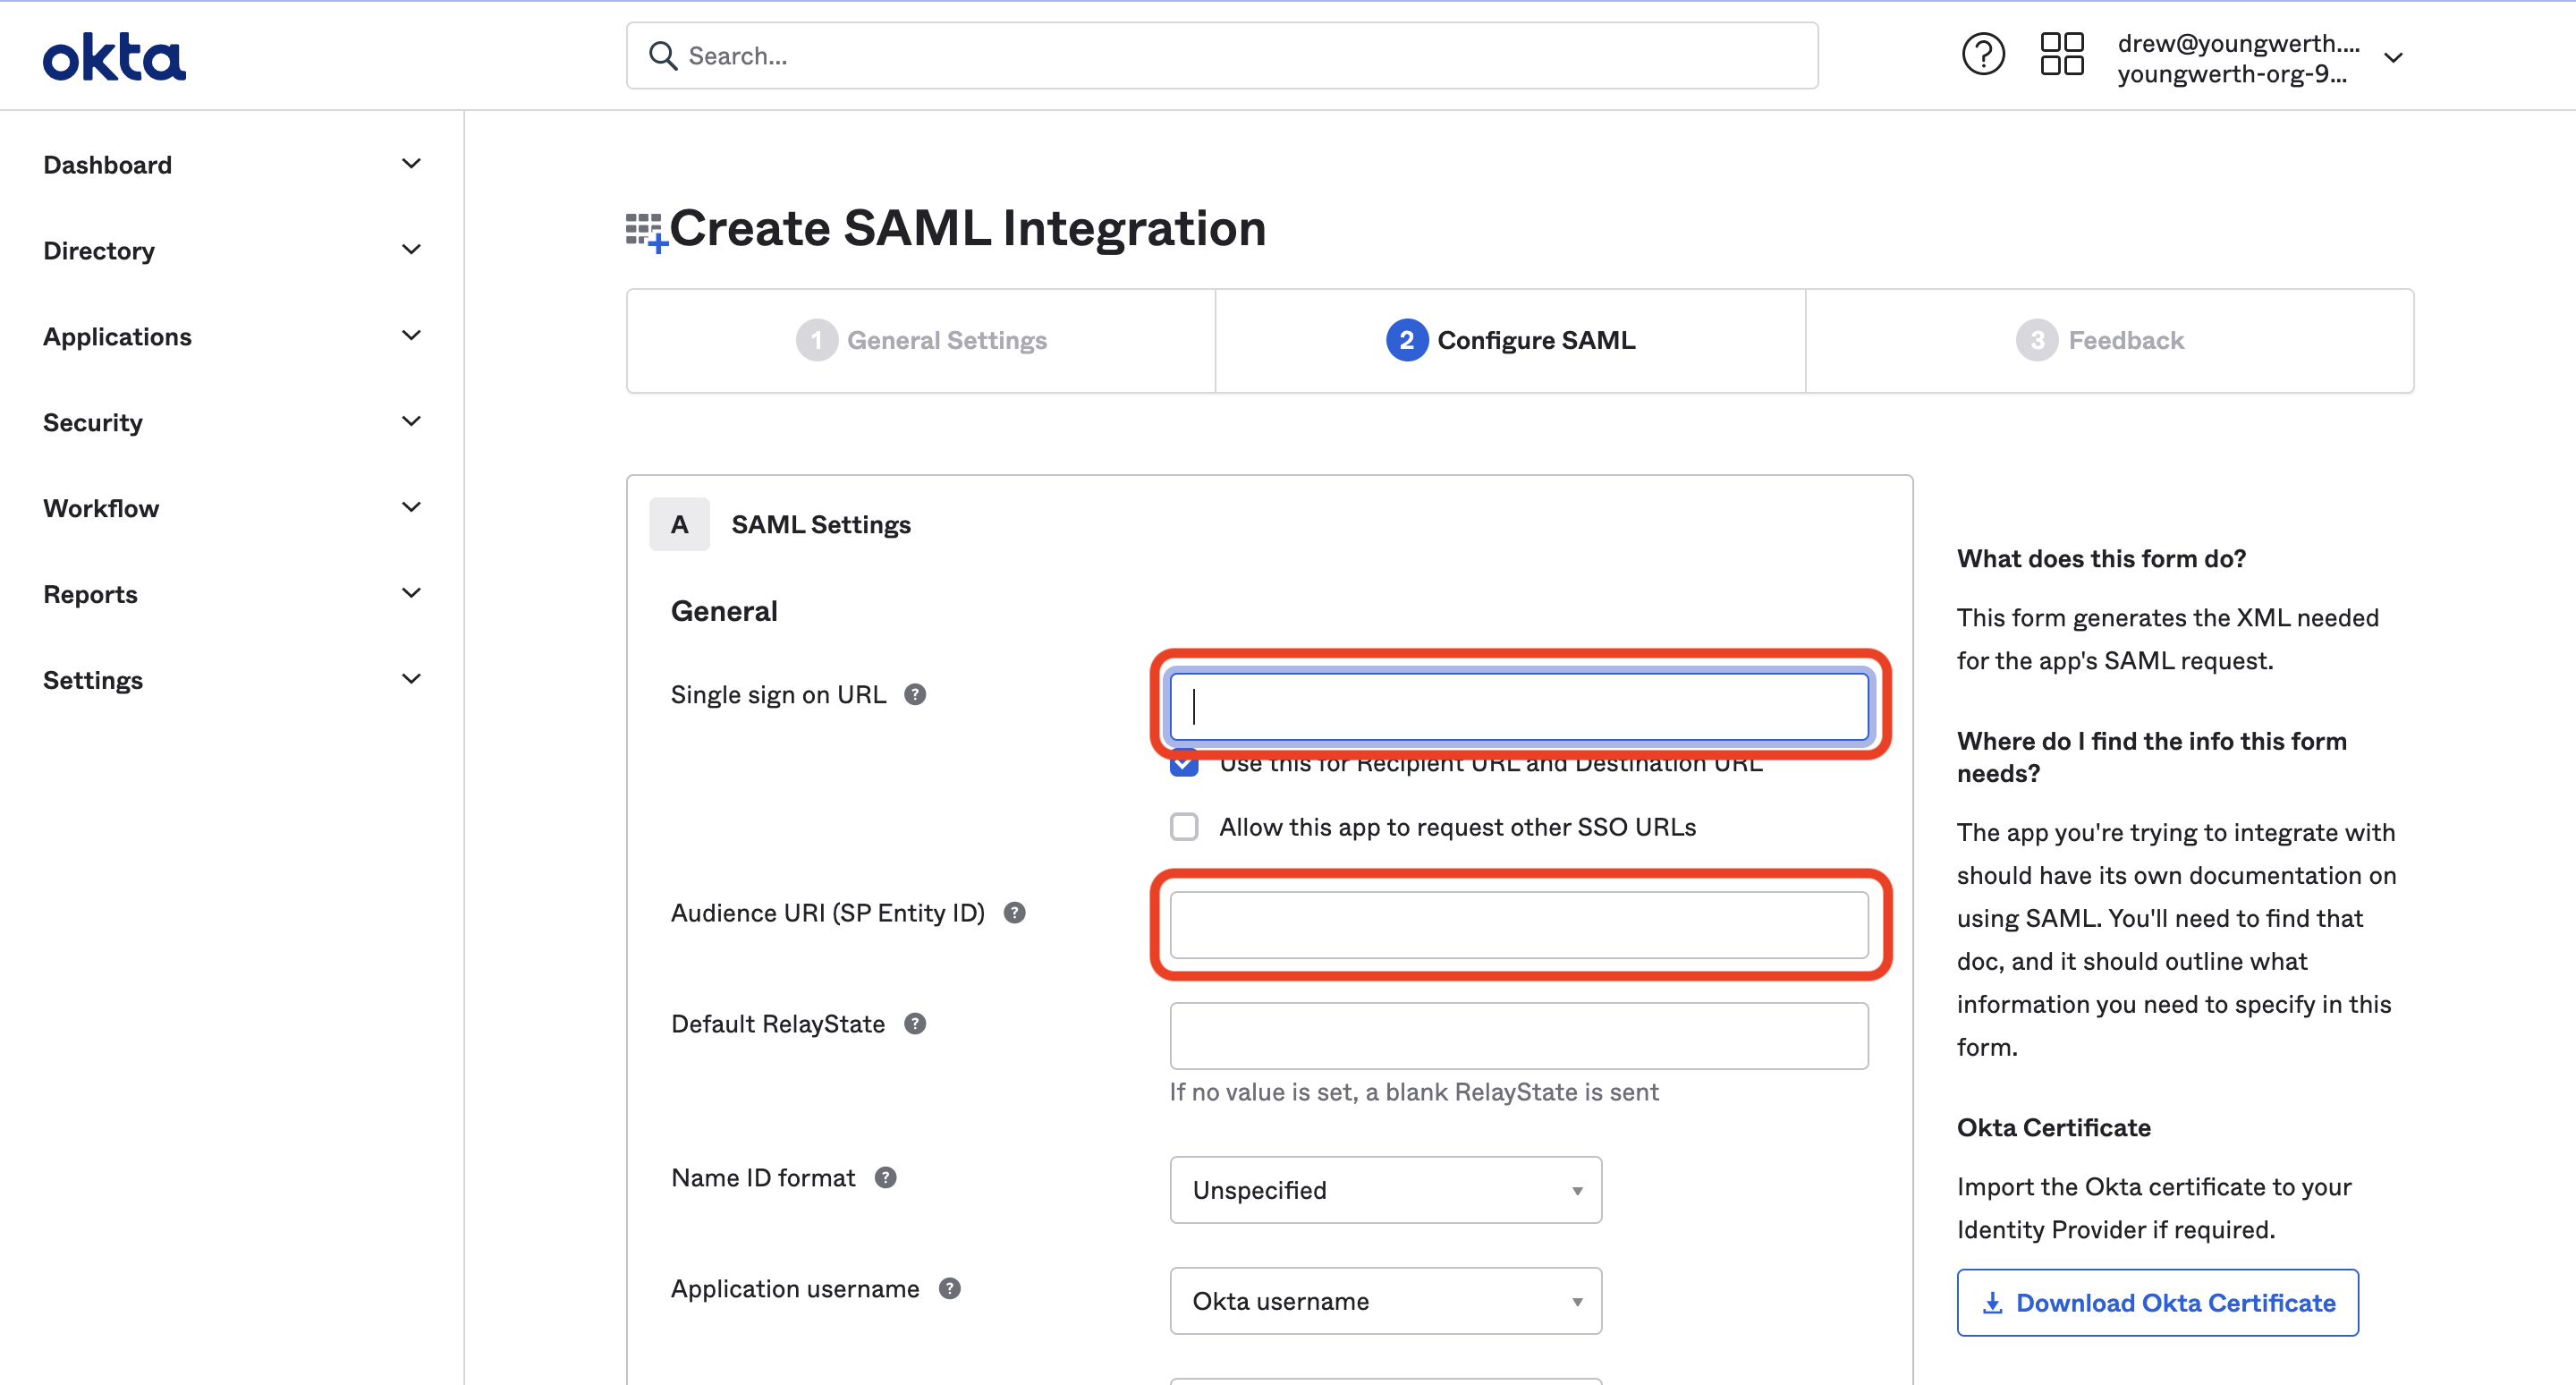 okta
Search...
drew@youngwerth....
youngwerth-org-9...
Dashboard
Directory
Applications
Security
Workflow
Reports
Settings
Create SAML Integration
1 General Settings
2 Configure SAML
3 Feedback
A SAML Settings
General
Single sign on URL ?
Use this for Recipient URL and Destination URL
Allow this app to request other SSO URLs
Audience URI (SP Entity ID) ?
Default RelayState ?
If no value is set, a blank RelayState is sent
Name ID format ?
Unspecified
Application username ?
Okta username
What does this form do?
This form generates the XML needed
for the app's SAML request.
Where do I find the info this form
needs?
The app you're trying to integrate with
should have its own documentation on
using SAML. You'll need to find that
doc, and it should outline what
information you need to specify in this
form.
Okta Certificate
Import the Okta certificate to your
Identity Provider if required.
Download Okta Certificate